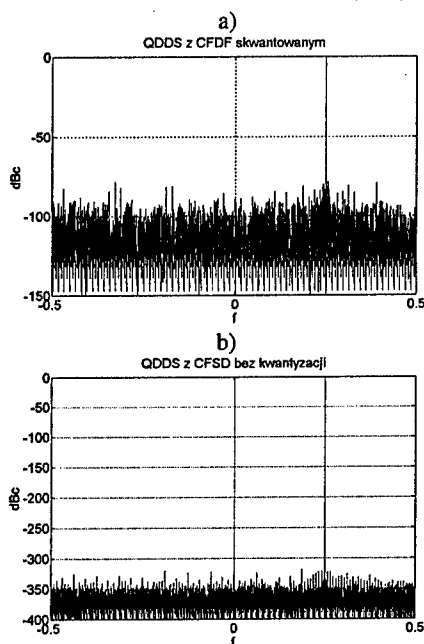 a)
QDDS z CFDF skwantowanym
0
-50
dBc
-100
-150
-0.5
0
0.5
f
b)
QDDS z CFSD bez kwantyzacji
0
-50
-100
-150
dBc
-200
-250
-300
-350
-400
-0.5
0
0.5
f